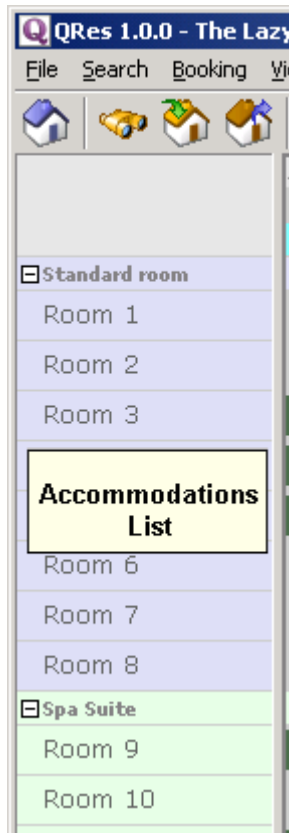 QRes 1.0.0 - The Lazy
File Search Booking Vi
Standard room
Room 1
Room 2
Room 3
Accommodations
List
Room 6
Room 7
Room 8
Spa Suite
Room 9
Room 10